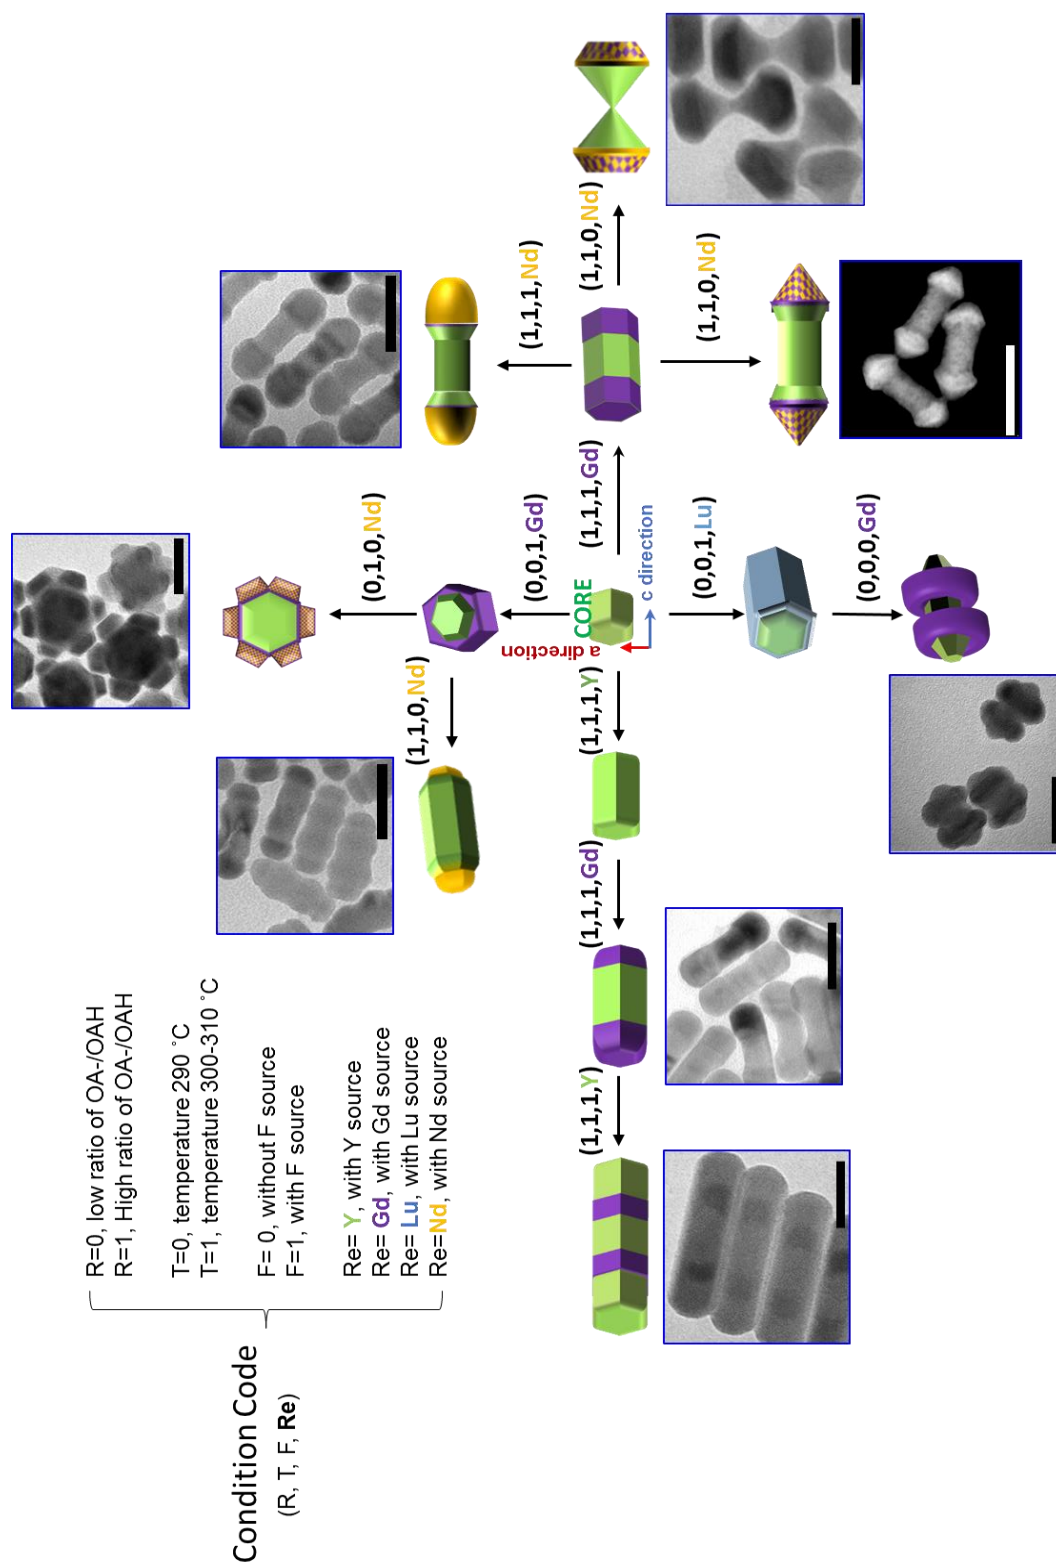 Condition Code
(R, T, F, Re)
R=0, low ratio of OA-/OAH
R=1, High ratio of OA-/OAH
T=0, temperature 290 ˚C
T=1, temperature 300-310 ˚C
F= 0, without F source
F=1, with F source
Re= Y, with Y source
Re= Gd, with Gd source
Re= Lu, with Lu source
Re=Nd, with Nd source
(0,1,0,Nd)
(1,1,0,Nd)
(0,0,1,Gd)
(1,1,1,Nd)
(1,1,1,Y)
(1,1,1,Gd)
(1,1,1,Y)
a direction
CORE
c direction
(1,1,1,Gd)
(1,1,0,Nd)
(0,0,1,Lu)
(1,1,0,Nd)
(0,0,0,Gd)